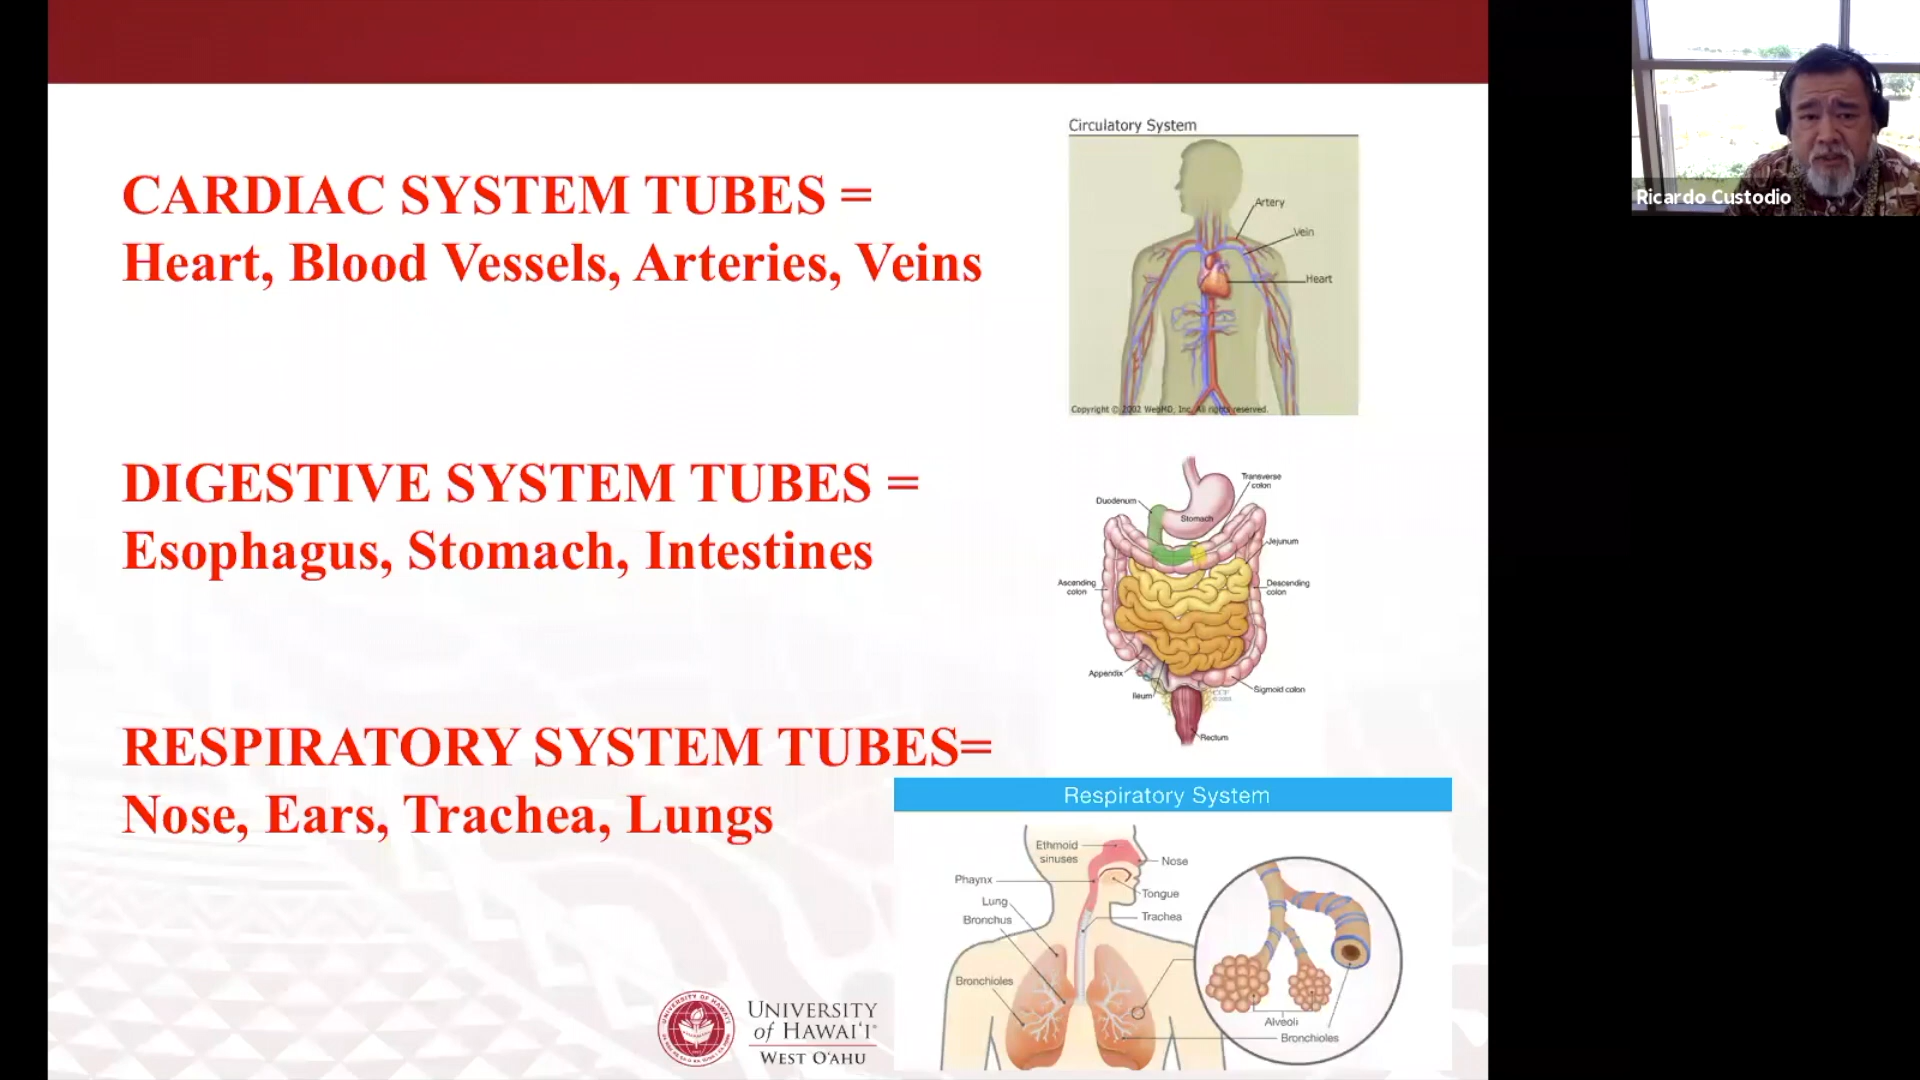 CARDIAC SYSTEM TUBES =
Heart, Blood Vessels, Arteries, Veins
Circulatory System
Artery
Vein
Heart
Copyright © 2002 WebMD, Inc. All rights reserved.
DIGESTIVE SYSTEM TUBES =
Esophagus, Stomach, Intestines
Transverse
colon
Duodenum
Stomach
Jejunum
Ascending
colon
Descending
colon
Appendix
Ileum
Sigmoid colon
Rectum
RESPIRATORY SYSTEM TUBES=
Nose, Ears, Trachea, Lungs
Respiratory System
Ethmoid
sinuses
Nose
Phaynx
Tongue
Lung
Trachea
Bronchus
Bronchioles
Alveoli
Bronchioles
UNIVERSITY
of HAWAIʻI®
WEST OʻAHU
Ricardo Custodio